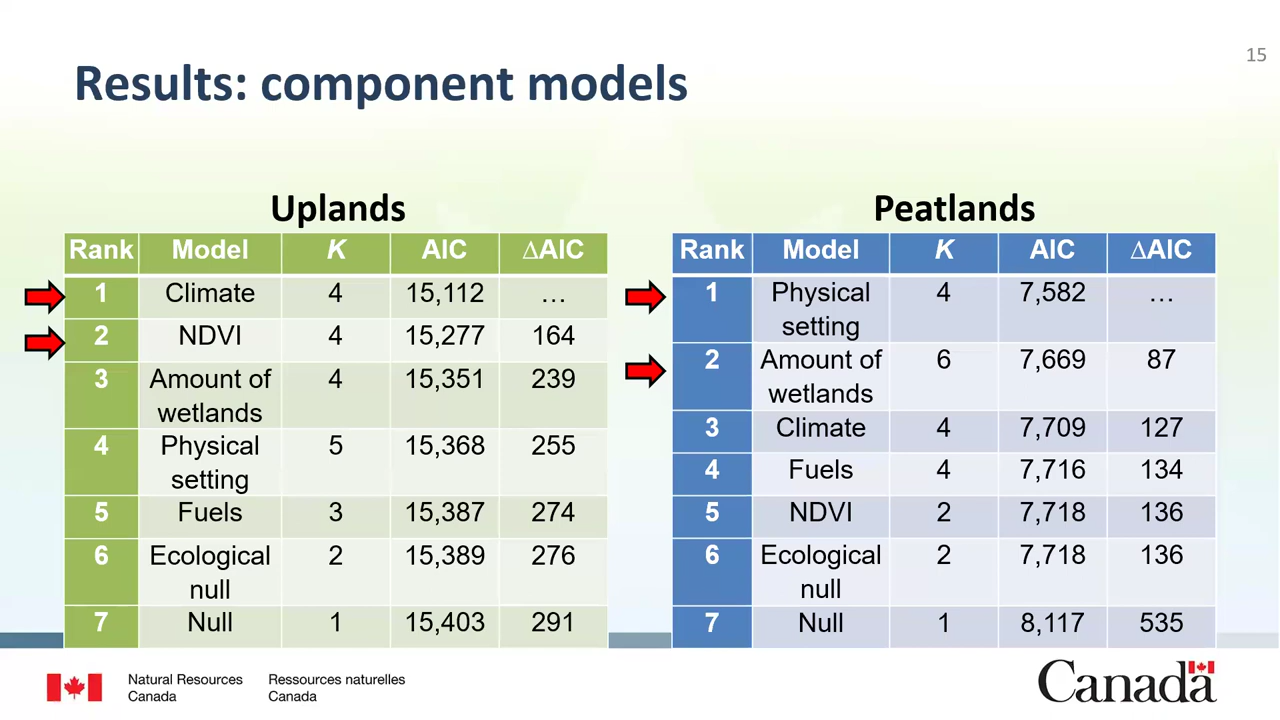 15
Results: component models
Uplands
Rank Model K AIC ΔAIC
1 Climate 4 15,112 …
2 NDVI 4 15,277 164
3 Amount of 4 15,351 239
wetlands
4 Physical 5 15,368 255
setting
5 Fuels 3 15,387 274
6 Ecological 2 15,389 276
null
7 Null 1 15,403 291
Peatlands
Rank Model K AIC ΔAIC
1 Physical 4 7,582 …
setting
2 Amount of 6 7,669 87
wetlands
3 Climate 4 7,709 127
4 Fuels 4 7,716 134
5 NDVI 2 7,718 136
6 Ecological 2 7,718 136
null
7 Null 1 8,117 535
Natural Resources
Canada
Ressources naturelles
Canada
Canada